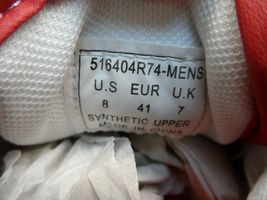 516404R74-MENS
U.S EUR U.K
8 41 7
SYNTHETIC UPPER
MADE IN CHINA